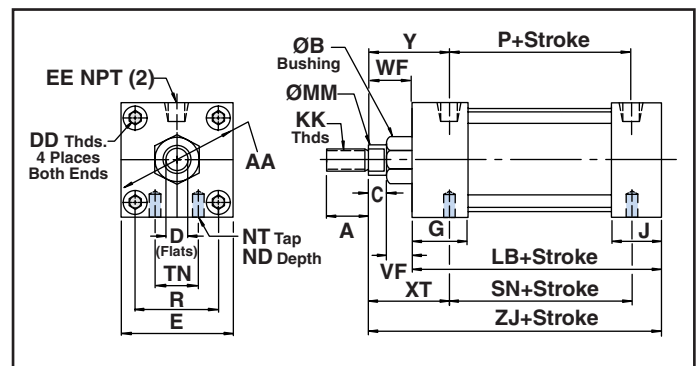 EE NPT (2)
DD Thds.
4 Places
Both Ends
AA
D
(Flats)
TN
R
E
NT Tap
ND Depth
Y
P+Stroke
ØB
Bushing
WF
ØMM
KK
Thds
C
A
G
J
VF
LB+Stroke
XT
SN+Stroke
ZJ+Stroke